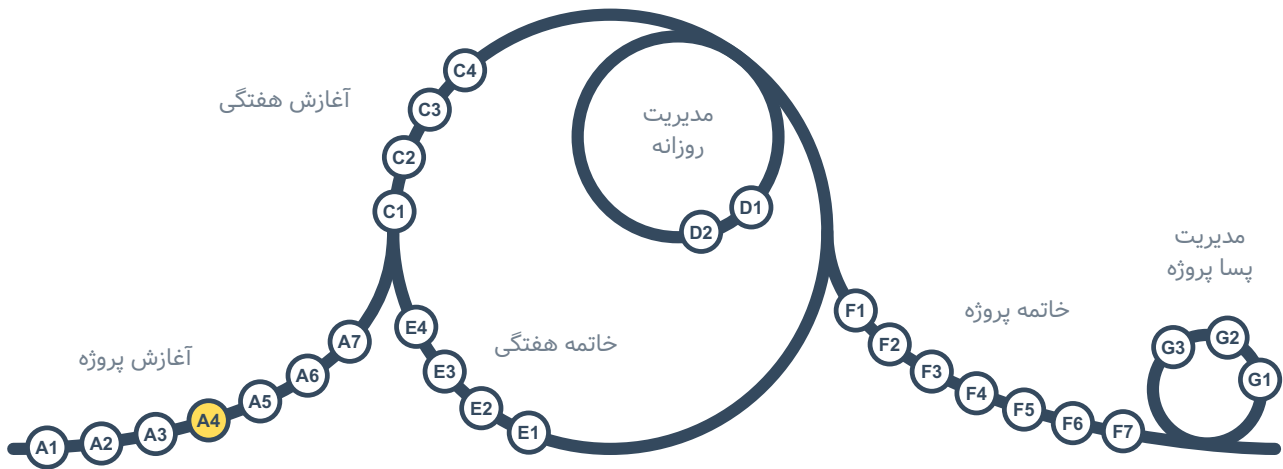 آغازش پروژه
A1
A2
A3
A4
A5
A6
A7
آغازش هفتگی
C1
C2
C3
C4
مدیریت
روزانه
D1
D2
خاتمه هفتگی
E1
E2
E3
E4
خاتمه پروژه
F1
F2
F3
F4
F5
F6
F7
مدیریت
پسا پروژه
G1
G2
G3